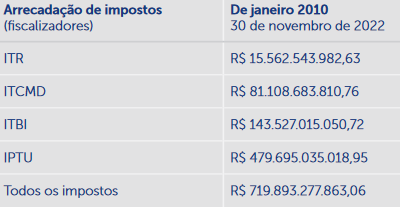 Arrecadação de impostos De janeiro 2010
(fiscalizadores) 30 de novembro de 2022
ITR R$ 15.562.543.982,63
ITCMD R$ 81.108.683.810,76
ITBI R$ 143.527.015.050,72
IPTU R$ 479.695.035.018,95
Todos os impostos R$ 719.893.277.863,06